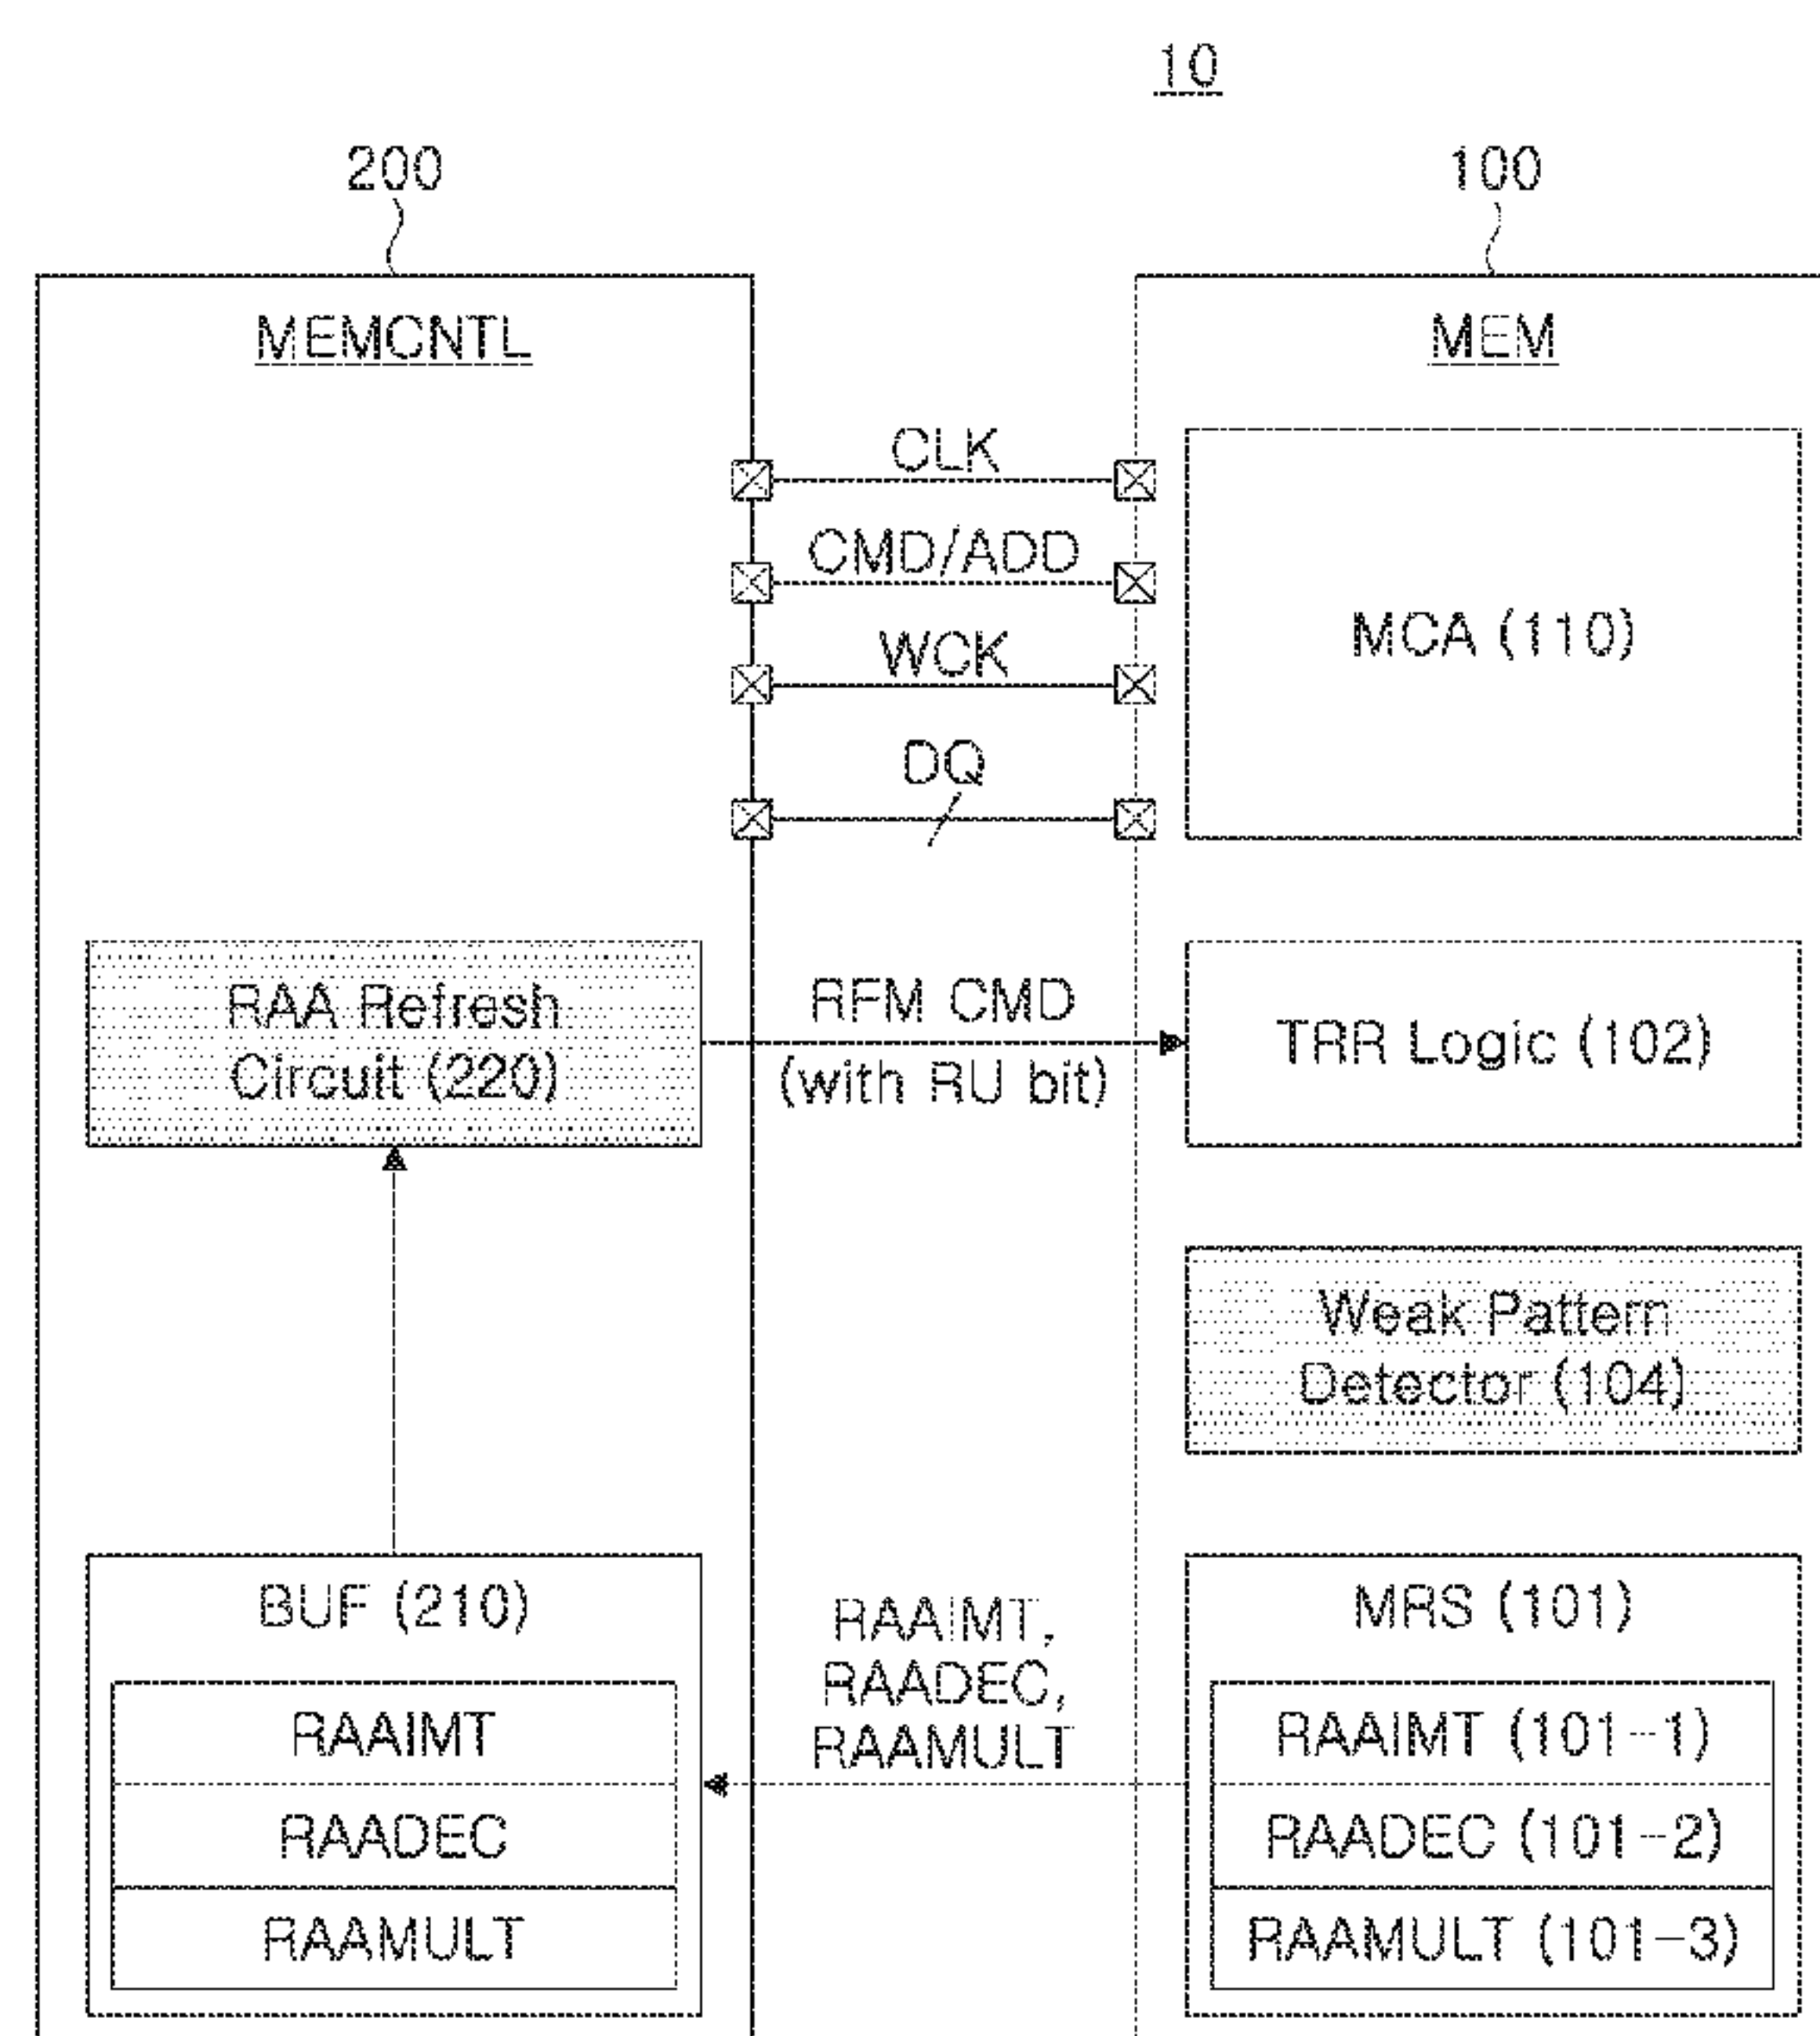 10
200
100
MEMCNTL
MEM
CLK
CMD/ADD
WCK
DQ
MCA (110)
RAA Refresh
Circuit (220)
RFM CMD
(with RU bit)
TRR Logic (102)
Weak Pattern
Detector (104)
BUF (210)
RAAIMT
RAADEC
RAAMULT
RAAIMT,
RAADEC,
RAAMULT
MRS (101)
RAAIMT (101-1)
RAADEC (101-2)
RAAMULT (101-3)